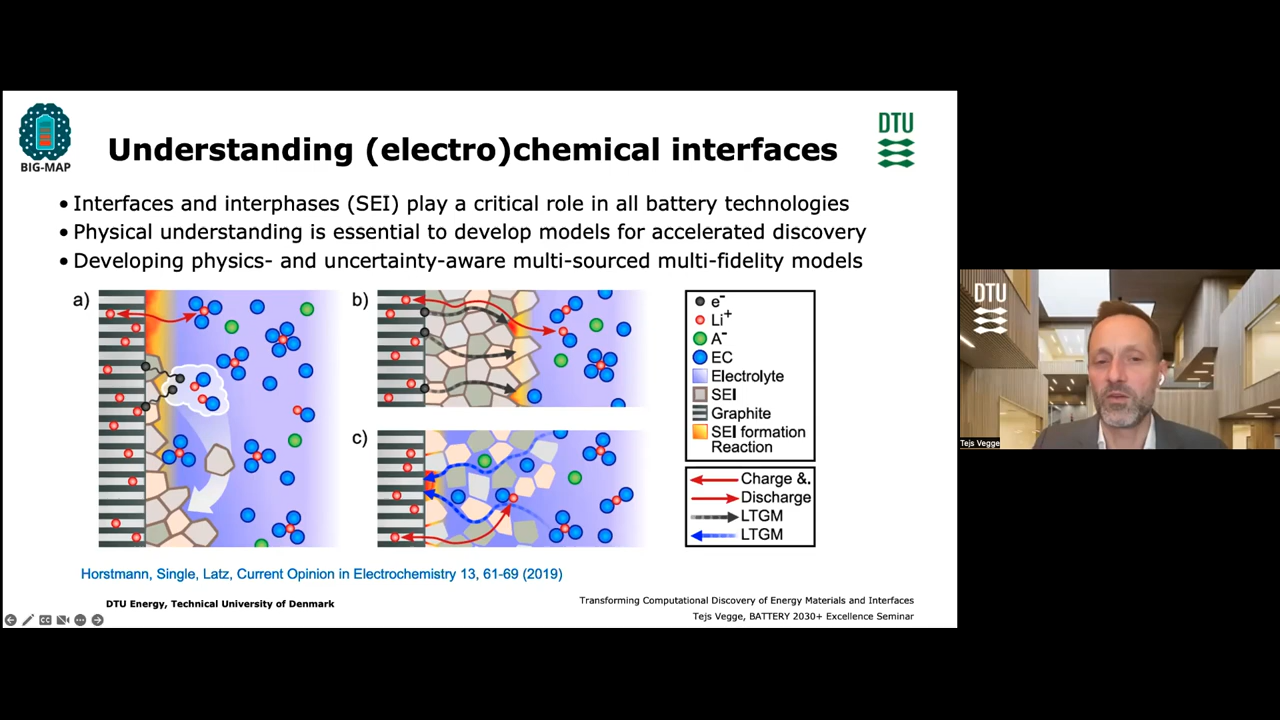 BIG-MAP
Understanding (electro)chemical interfaces
DTU
• Interfaces and interphases (SEI) play a critical role in all battery technologies
• Physical understanding is essential to develop models for accelerated discovery
• Developing physics- and uncertainty-aware multi-sourced multi-fidelity models
a)
b)
c)
e-
Li+
A-
EC
Electrolyte
SEI
Graphite
SEI formation
Reaction
Charge &.
Discharge
LTGM
LTGM
Horstmann, Single, Latz, Current Opinion in Electrochemistry 13, 61-69 (2019)
DTU Energy, Technical University of Denmark
Transforming Computational Discovery of Energy Materials and Interfaces
Tejs Vegge, BATTERY 2030+ Excellence Seminar
CC
DTU
Tejs Vegge